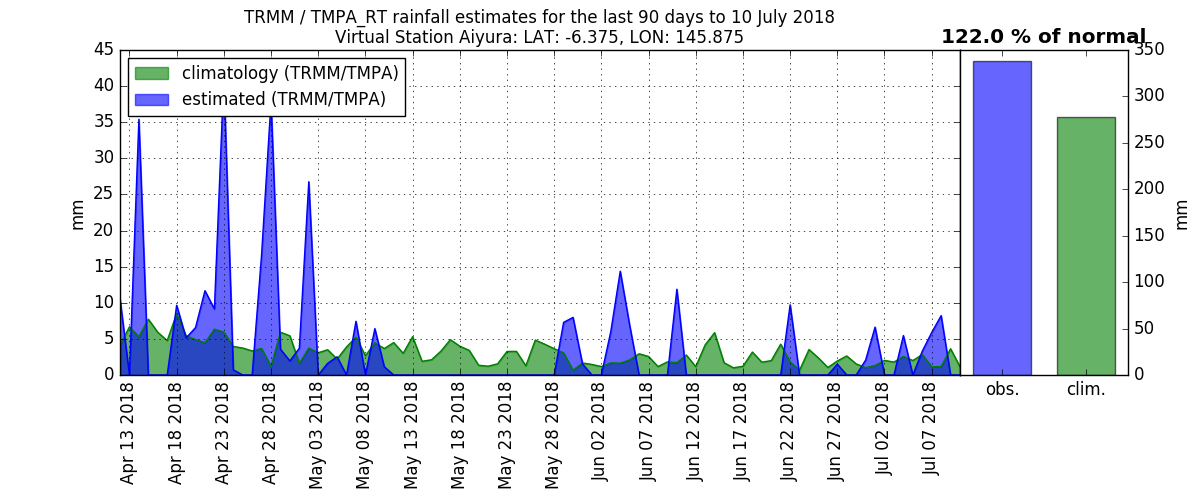 TRMM / TMPA_RT rainfall estimates for the last 90 days to 10 July 2018
Virtual Station Aiyura: LAT: -6.375, LON: 145.875
122.0 % of normal
climatology (TRMM/TMPA)
estimated (TRMM/TMPA)
mm
45
40
35
30
25
20
15
10
5
0
Apr 13 2018
Apr 18 2018
Apr 23 2018
Apr 28 2018
May 03 2018
May 08 2018
May 13 2018
May 18 2018
May 23 2018
May 28 2018
Jun 02 2018
Jun 07 2018
Jun 12 2018
Jun 17 2018
Jun 22 2018
Jun 27 2018
Jul 02 2018
Jul 07 2018
obs.
clim.
350
300
250
200
150
100
50
0
mm